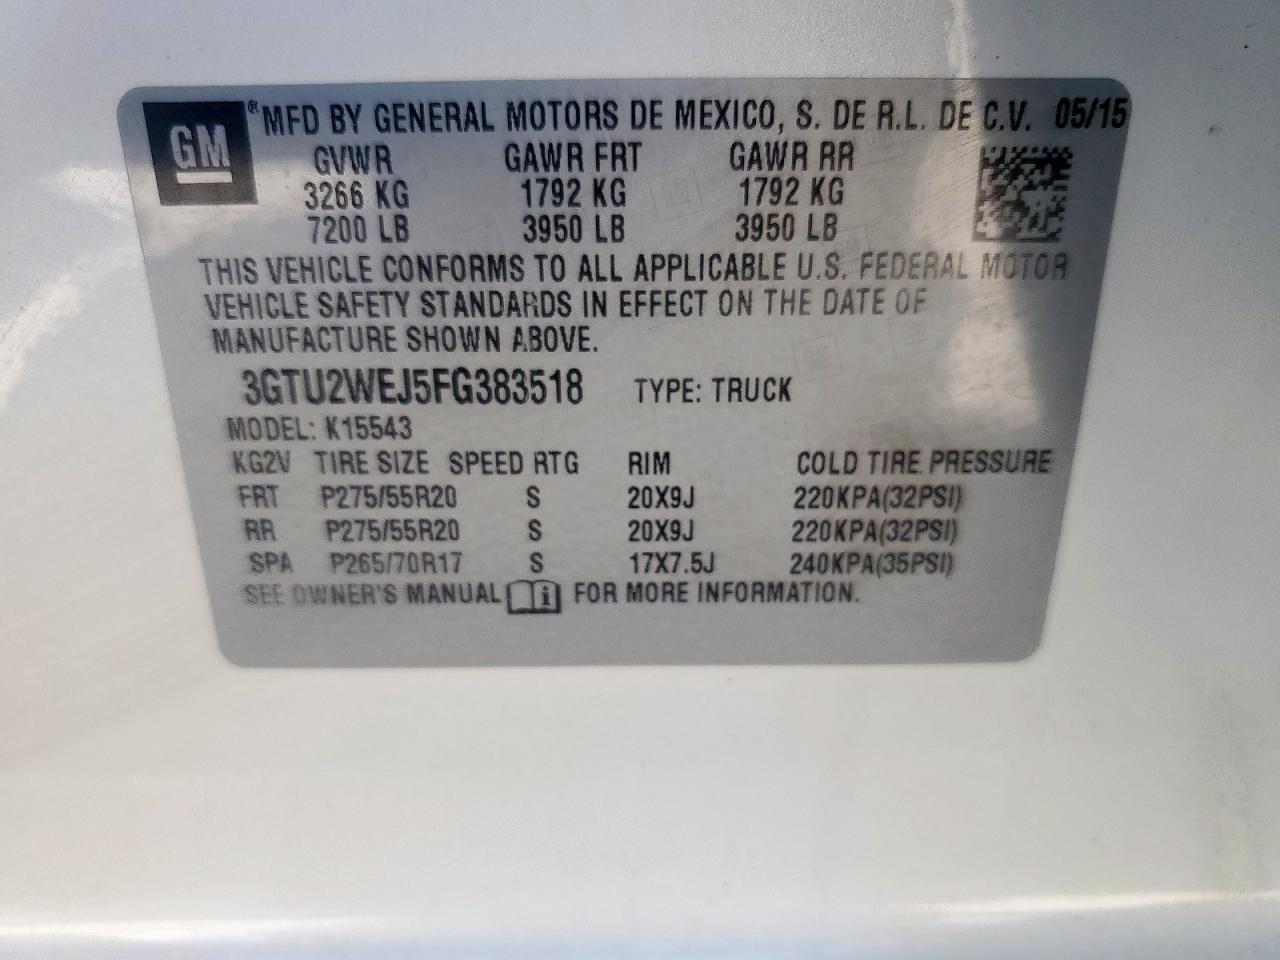 GM ® MFD BY GENERAL MOTORS DE MEXICO, S. DE R.L. DE C.V. 05/15
GVWR GAWR FRT GAWR RR
3266 KG 1792 KG 1792 KG
7200 LB 3950 LB 3950 LB
THIS VEHICLE CONFORMS TO ALL APPLICABLE U.S. FEDERAL MOTOR
VEHICLE SAFETY STANDARDS IN EFFECT ON THE DATE OF
MANUFACTURE SHOWN ABOVE.
3GTU2WEJ5FG383518 TYPE: TRUCK
MODEL: K15543
KG2V TIRE SIZE SPEED RTG RIM COLD TIRE PRESSURE
FRT P275/55R20 S 20X9J 220KPA(32PSI)
RR P275/55R20 S 20X9J 220KPA(32PSI)
SPA P265/70R17 S 17X7.5J 240KPA(35PSI)
SEE OWNER'S MANUAL i FOR MORE INFORMATION.